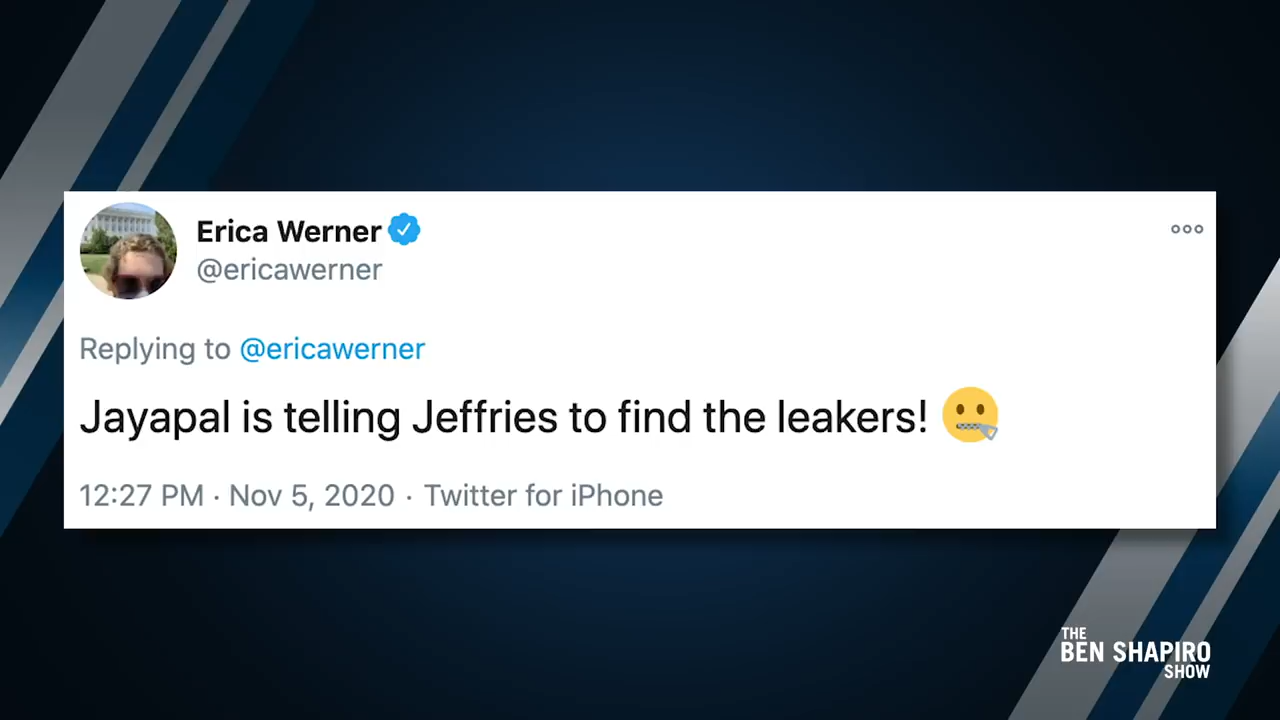 Erica Werner
@ericawerner
Replying to @ericawerner
Jayapal is telling Jeffries to find the leakers! 🤐
12:27 PM · Nov 5, 2020 · Twitter for iPhone
THE
BEN SHAPIRO
SHOW